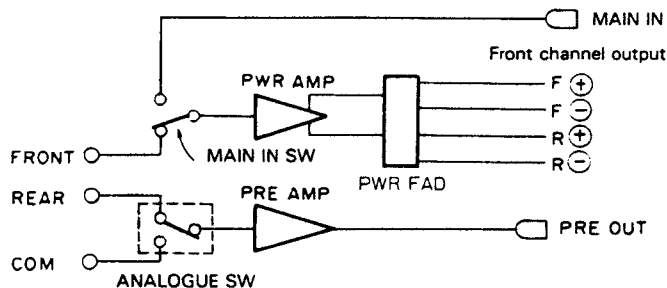 MAIN IN
Front channel output
PWR AMP
F +
F -
FRONT
MAIN IN SW
R +
R -
PWR FAD
REAR
PRE AMP
PRE OUT
COM
ANALOGUE SW